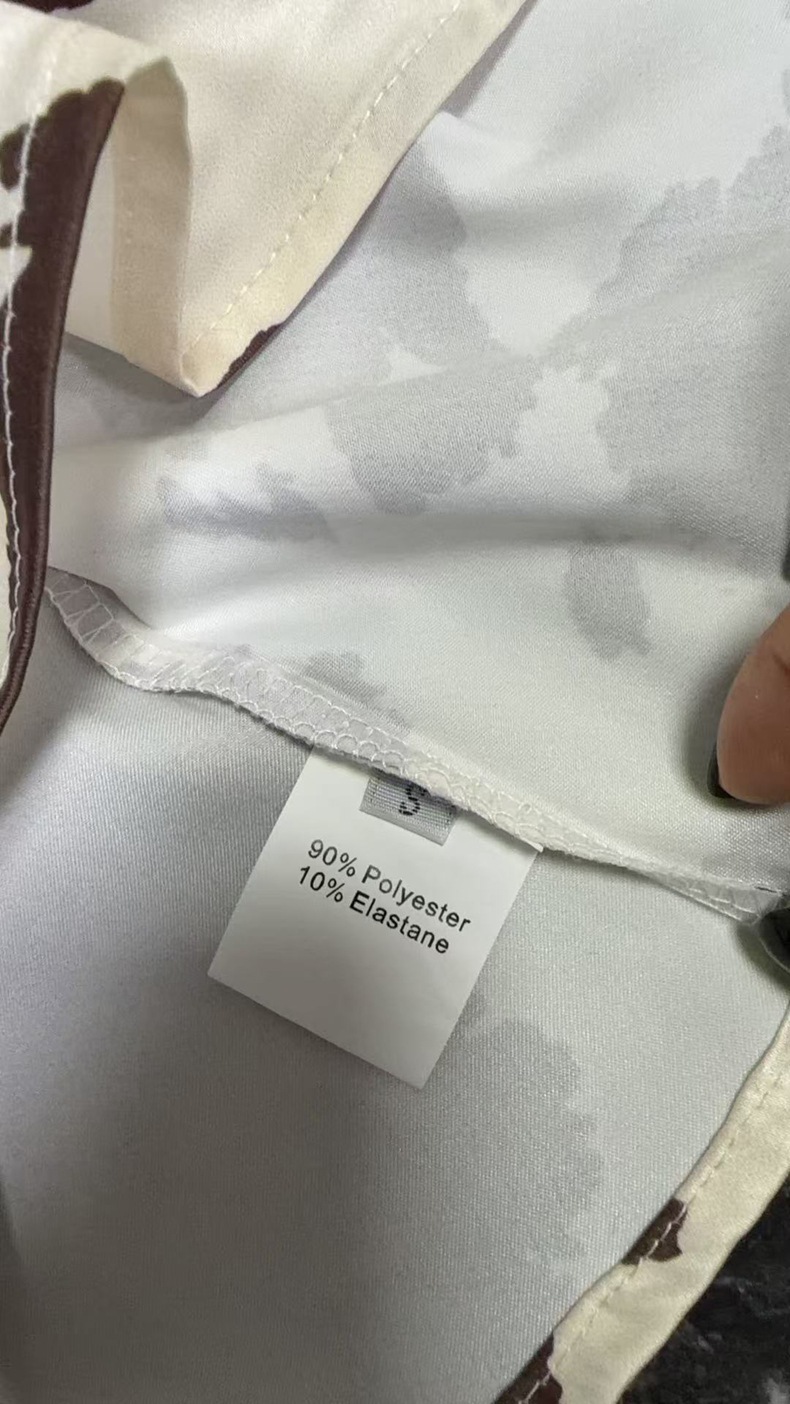 S
90% Polyester
10% Elastane